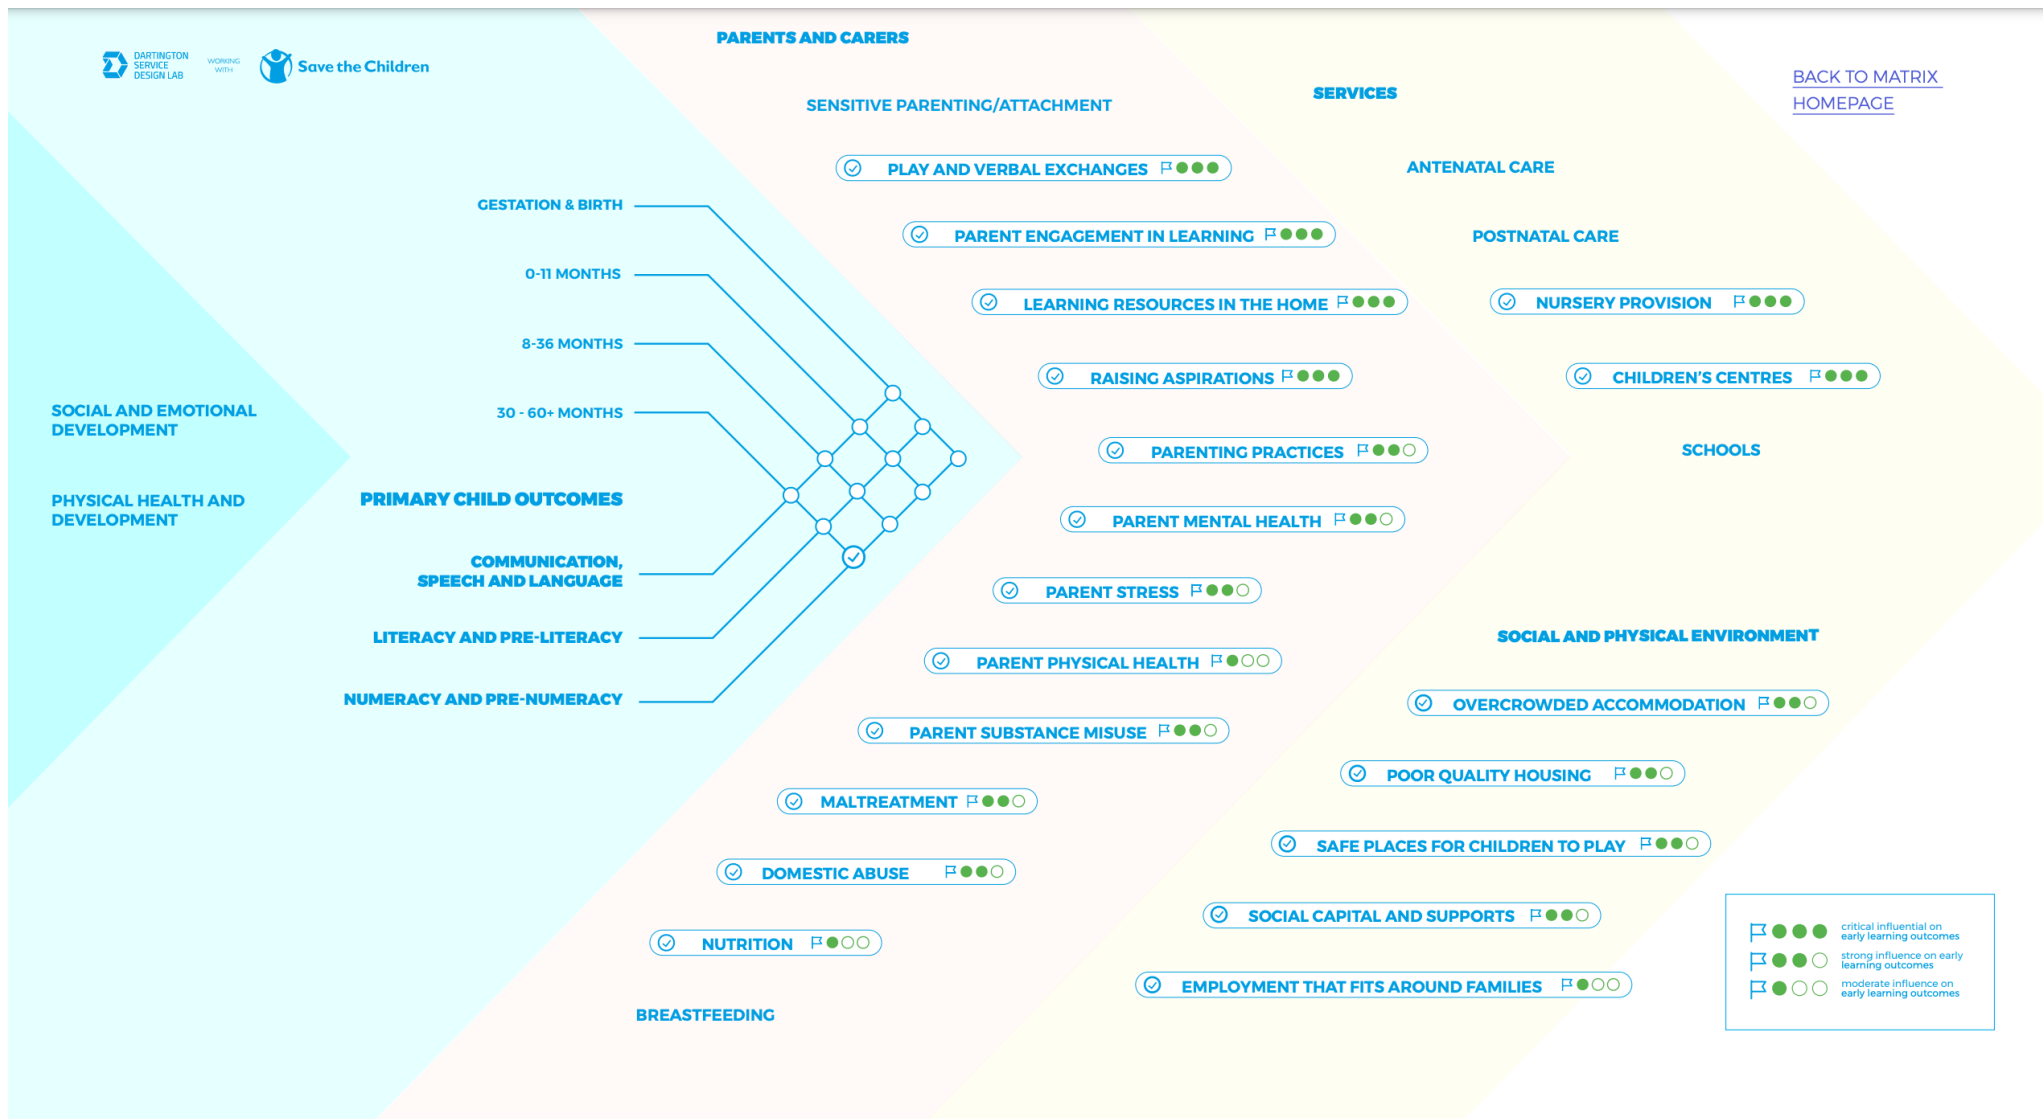 DARTINGTON
SERVICE
DESIGN LAB
WORKING
WITH
Save the Children
PARENTS AND CARERS
SENSITIVE PARENTING/ATTACHMENT
PLAY AND VERBAL EXCHANGES
PARENT ENGAGEMENT IN LEARNING
LEARNING RESOURCES IN THE HOME
RAISING ASPIRATIONS
PARENTING PRACTICES
PARENT MENTAL HEALTH
PARENT STRESS
PARENT PHYSICAL HEALTH
PARENT SUBSTANCE MISUSE
MALTREATMENT
DOMESTIC ABUSE
NUTRITION
BREASTFEEDING
SERVICES
ANTENATAL CARE
POSTNATAL CARE
NURSERY PROVISION
CHILDREN'S CENTRES
SCHOOLS
BACK TO MATRIX
HOMEPAGE
GESTATION & BIRTH
0-11 MONTHS
8-36 MONTHS
30 - 60+ MONTHS
SOCIAL AND EMOTIONAL
DEVELOPMENT
PHYSICAL HEALTH AND
DEVELOPMENT
PRIMARY CHILD OUTCOMES
COMMUNICATION,
SPEECH AND LANGUAGE
LITERACY AND PRE-LITERACY
NUMERACY AND PRE-NUMERACY
SOCIAL AND PHYSICAL ENVIRONMENT
OVERCROWDED ACCOMMODATION
POOR QUALITY HOUSING
SAFE PLACES FOR CHILDREN TO PLAY
SOCIAL CAPITAL AND SUPPORTS
EMPLOYMENT THAT FITS AROUND FAMILIES
critical influential on
early learning outcomes
strong influence on early
learning outcomes
moderate influence on
early learning outcomes